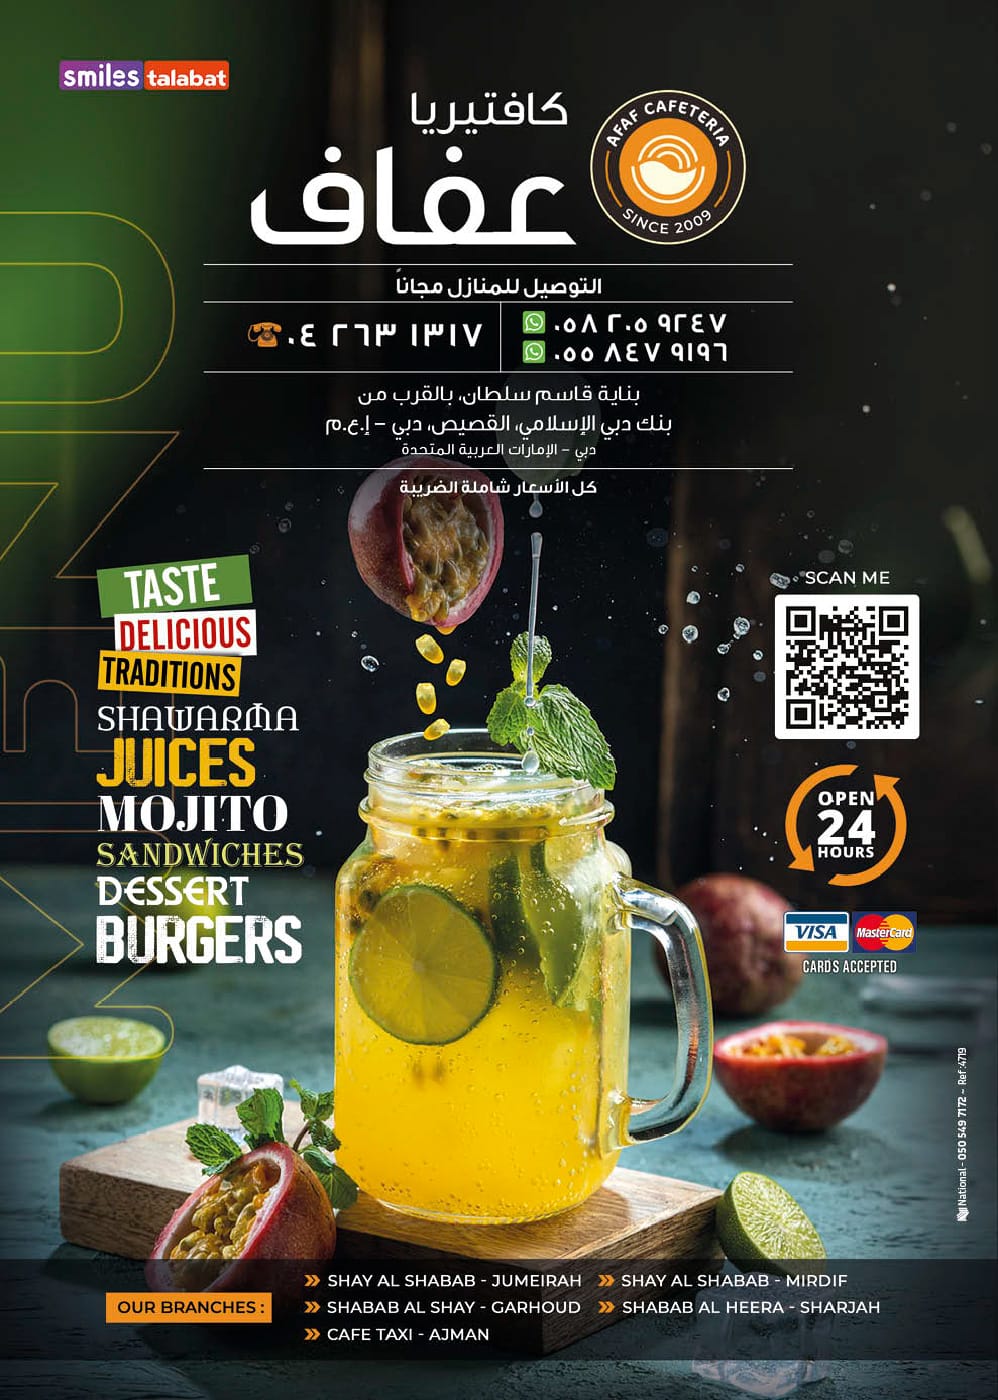 smiles talabat
كافتيريا
عفاف
AFAF CAFETERIA
SINCE 2009
التوصيل للمنازل مجاناً
٠٤ ٢٦٣ ١٣١٧
٠٥٨ ٢٠٥ ٩٢٤٧
٠٥٥ ٨٤٧ ٩١٩٦
بناية قاسم سلطان، بالقرب من
بنك دبي الإسلامي، القصيص، دبي – إ.ع.م
دبي – الإمارات العربية المتحدة
كل الأسعار شاملة الضريبة
MENU
TASTE
DELICIOUS
TRADITIONS
SHAWARMA
JUICES
MOJITO
SANDWICHES
DESSERT
BURGERS
SCAN ME
OPEN
24
HOURS
VISA MasterCard
CARDS ACCEPTED
National - 050 549 7172 ~ Ref:4719
OUR BRANCHES :
» SHAY AL SHABAB - JUMEIRAH » SHAY AL SHABAB - MIRDIF
» SHABAB AL SHAY - GARHOUD » SHABAB AL HEERA - SHARJAH
» CAFE TAXI - AJMAN